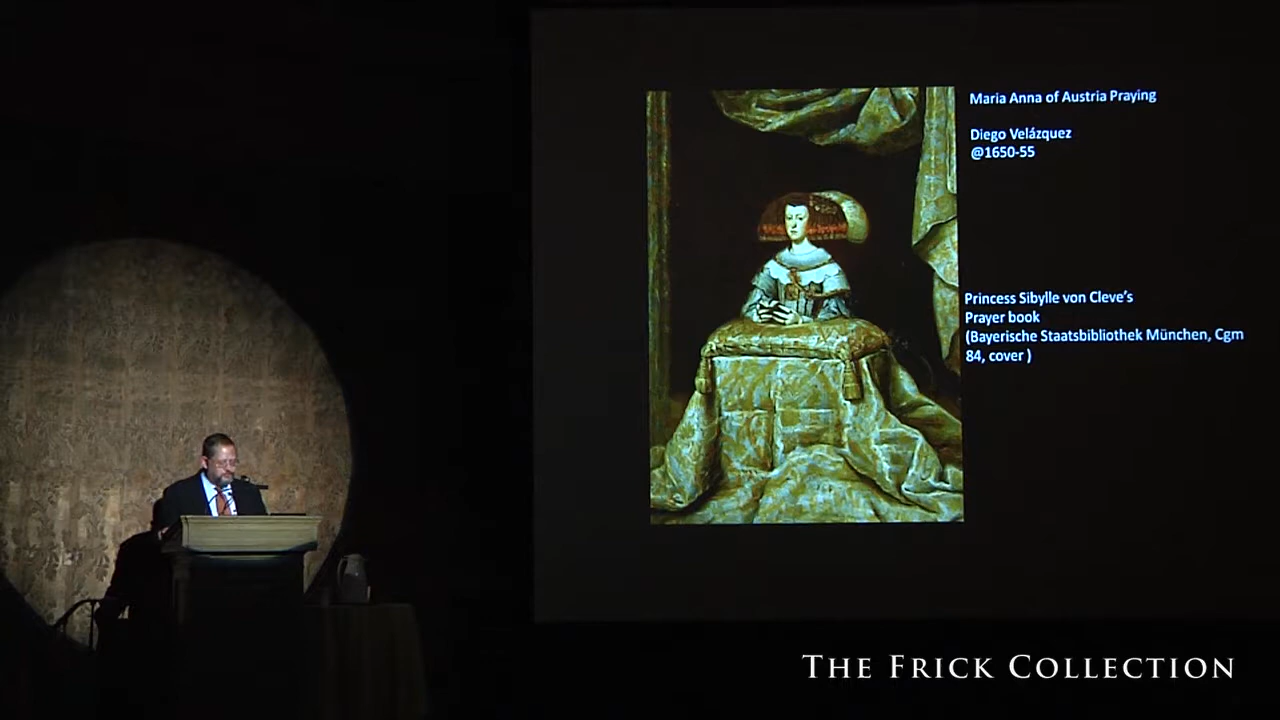 Maria Anna of Austria Praying
Diego Velázquez
@1650-55
Princess Sibylle von Cleve's
Prayer book
(Bayerische Staatsbibliothek München, Cgm
84, cover )
THE FRICK COLLECTION